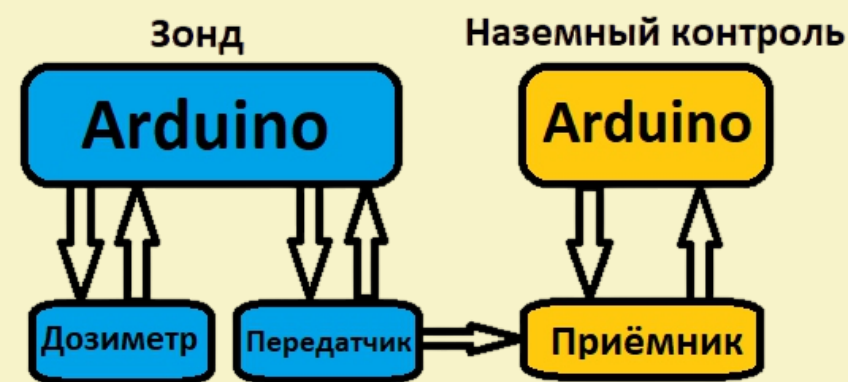 Зонд
Наземный контроль
Arduino
Arduino
Дозиметр
Передатчик
Приёмник